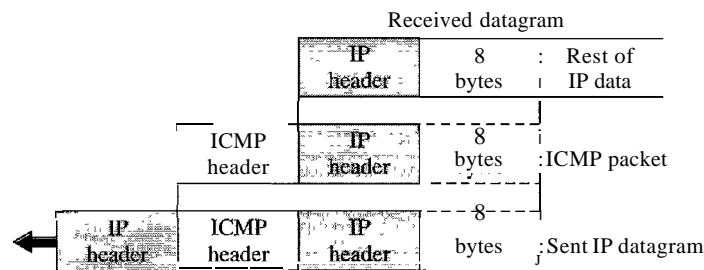 Received datagram
IP header
8 bytes
: Rest of IP data
ICMP header
IP header
8 bytes
:ICMP packet
IP header
ICMP header
IP header
8 bytes
:Sent IP datagram